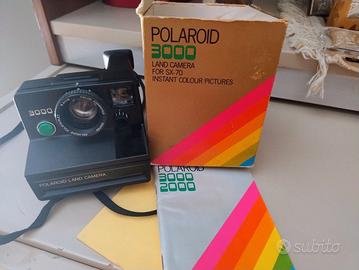 POLAROID
3000
LAND CAMERA
FOR SX-70
INSTANT COLOUR PICTURES
3000
POLAROID LAND CAMERA
POLAROID
3000
2000
subito